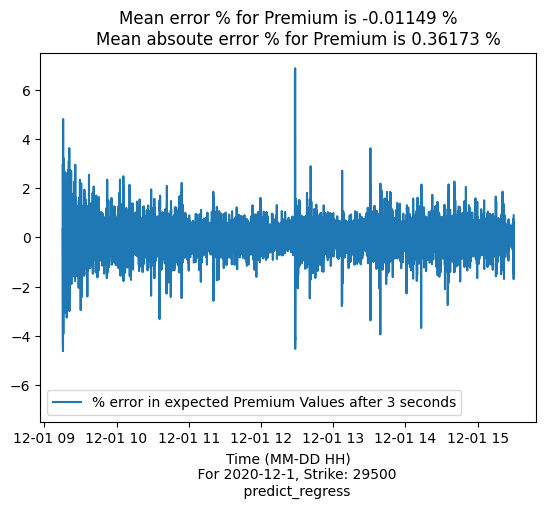 Mean error % for Premium is -0.01149 %
Mean absoute error % for Premium is 0.36173 %
6
4
2
0
−2
−4
−6
% error in expected Premium Values after 3 seconds
12-01 09 12-01 10 12-01 11 12-01 12 12-01 13 12-01 14 12-01 15
Time (MM-DD HH)
For 2020-12-1, Strike: 29500
predict_regress